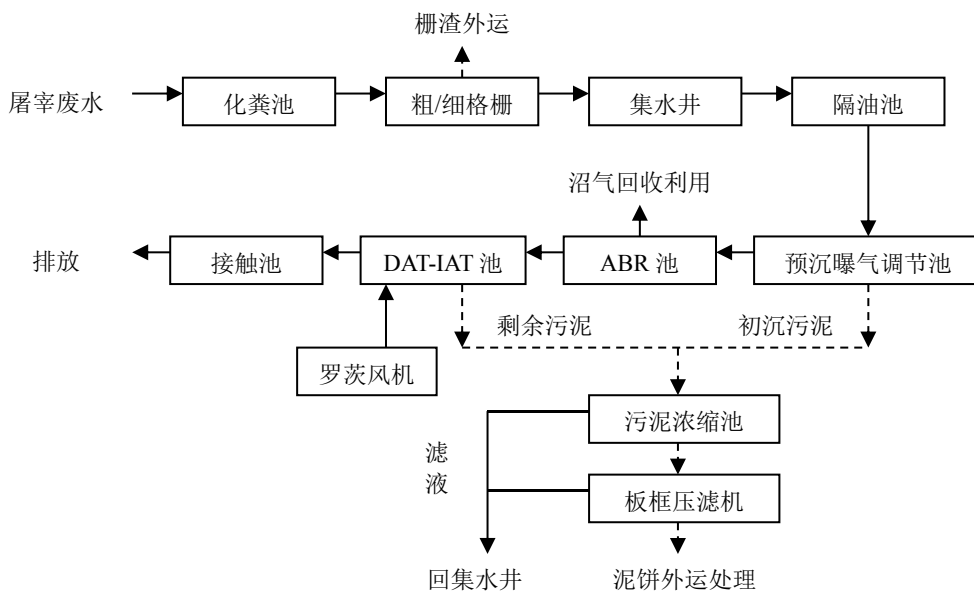 栅渣外运
屠宰废水
化粪池
粗/细格栅
集水井
隔油池
沼气回收利用
排放
接触池
DAT-IAT 池
ABR 池
预沉曝气调节池
剩余污泥
初沉污泥
罗茨风机
污泥浓缩池
滤
液
板框压滤机
回集水井
泥饼外运处理